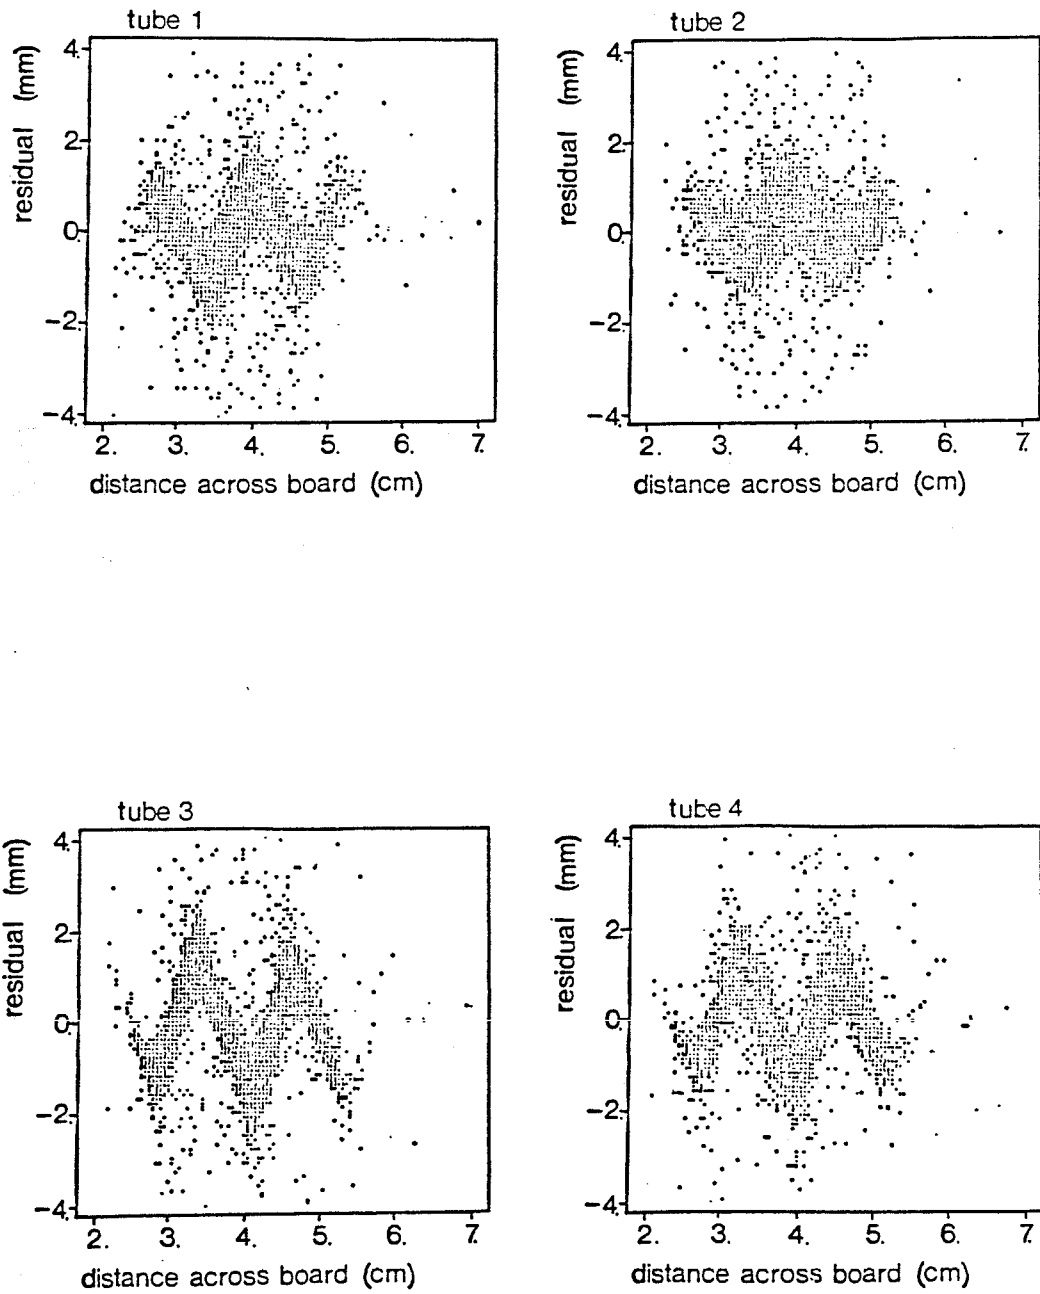 tube 1
4.
2
0
−2
−4.
residual (mm)
2. 3. 4. 5. 6. 7.
distance across board (cm)
tube 2
4.
2
0
−2
−4.
residual (mm)
2. 3. 4. 5. 6. 7.
distance across board (cm)
tube 3
4.
2
0
−2
−4.
residual (mm)
2. 3. 4. 5. 6. 7.
distance across board (cm)
tube 4
4.
2
0
−2
−4.
residual (mm)
2. 3. 4. 5. 6. 7.
distance across board (cm)